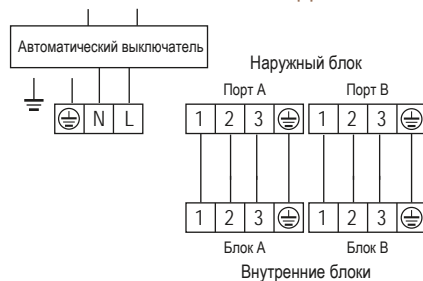 Автоматический выключатель
N L
Наружный блок
Порт A Порт B
1 2 3 1 2 3
1 2 3 1 2 3
Блок A Блок B
Внутренние блоки